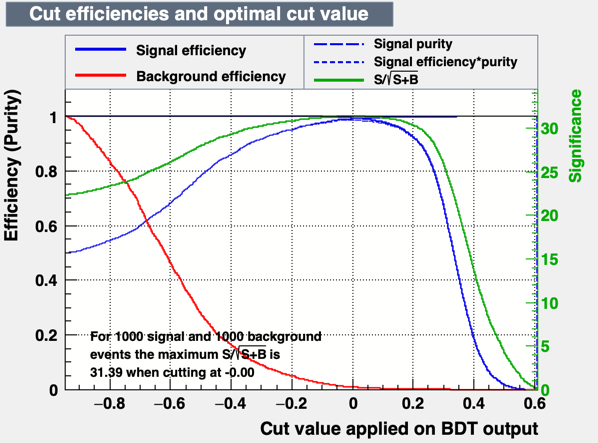 Cut efficiencies and optimal cut value
Signal efficiency
Background efficiency
Signal purity
Signal efficiency*purity
S/√S+B
Efficiency (Purity)
1
0.8
0.6
0.4
0.2
0
Significance
30
25
20
15
10
5
0
For 1000 signal and 1000 background
events the maximum S/√S+B is
31.39 when cutting at -0.00
−0.8 −0.6 −0.4 −0.2 0 0.2 0.4 0.6
Cut value applied on BDT output